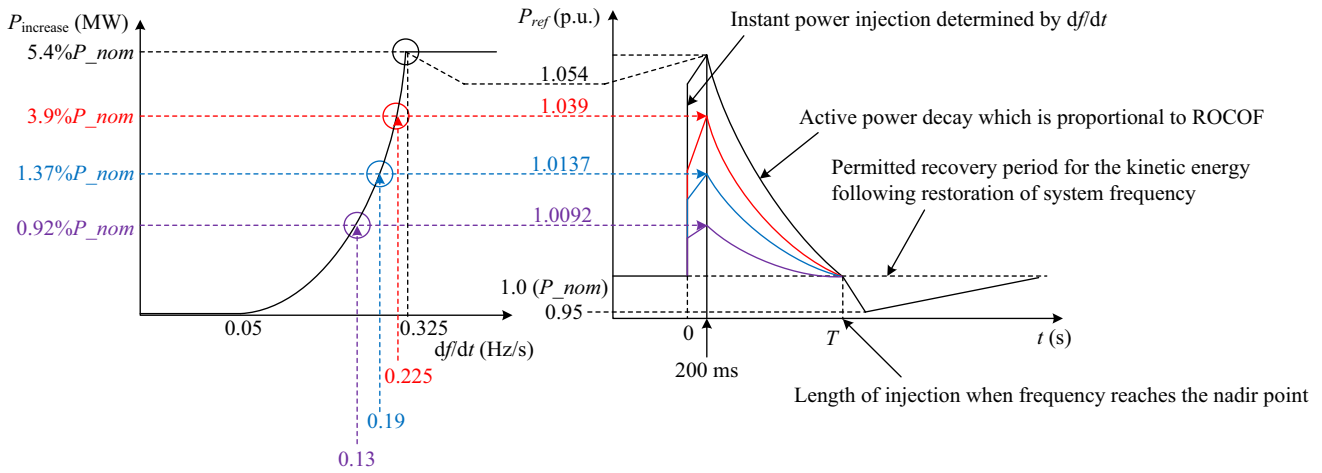 P_increase (MW)
5.4%P_nom
3.9%P_nom
1.37%P_nom
0.92%P_nom
0.05
0.325
df/dt (Hz/s)
0.225
0.19
0.13
P_ref (p.u.)
1.054
1.039
1.0137
1.0092
1.0 (P_nom)
0.95
0
T
t (s)
200 ms
Instant power injection determined by df/dt
Active power decay which is proportional to ROCOF
Permitted recovery period for the kinetic energy
following restoration of system frequency
Length of injection when frequency reaches the nadir point